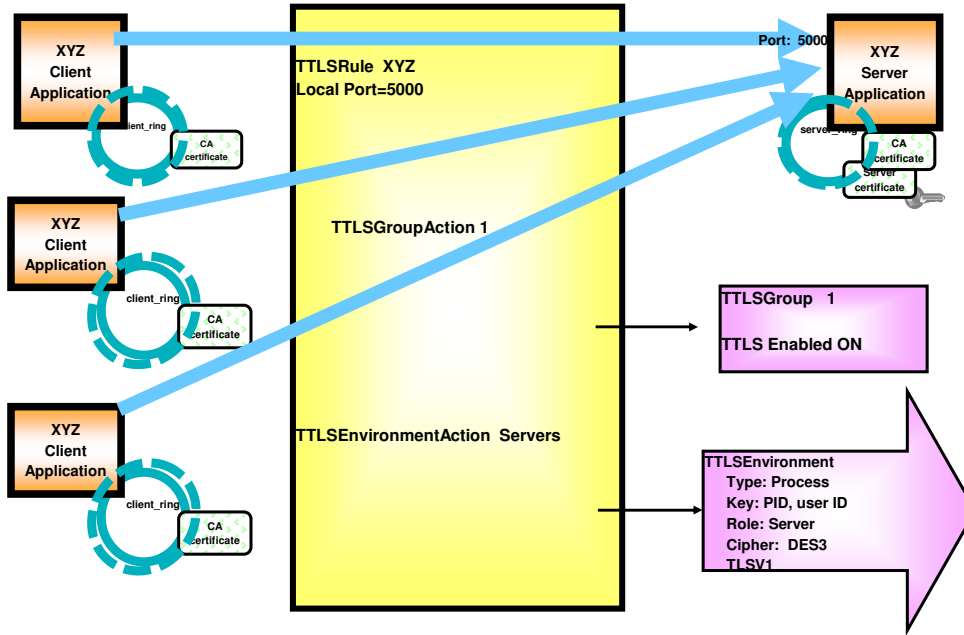 XYZ
Client
Application
client_ring
CA
certificate
XYZ
Client
Application
client_ring
CA
certificate
XYZ
Client
Application
client_ring
CA
certificate
TTLSRule XYZ
Local Port=5000
TTLSGroupAction 1
TTLSEnvironmentAction Servers
Port: 5000
XYZ
Server
Application
server_ring
CA
certificate
Server
certificate
TTLSGroup 1
TTLS Enabled ON
TTLSEnvironment
Type: Process
Key: PID, user ID
Role: Server
Cipher: DES3
TLSV1